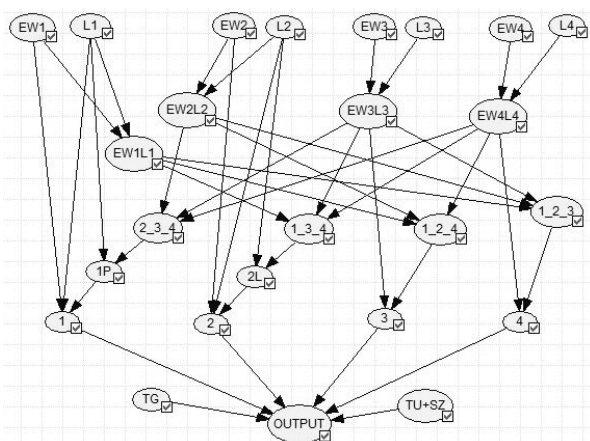 EW1
L1
EW2
L2
EW3
L3
EW4
L4
EW2L2
EW3L3
EW4L4
EW1L1
2_3_4
1_3_4
1_2_4
1_2_3
1P
2L
1
2
3
4
TG
OUTPUT
TU+SZ